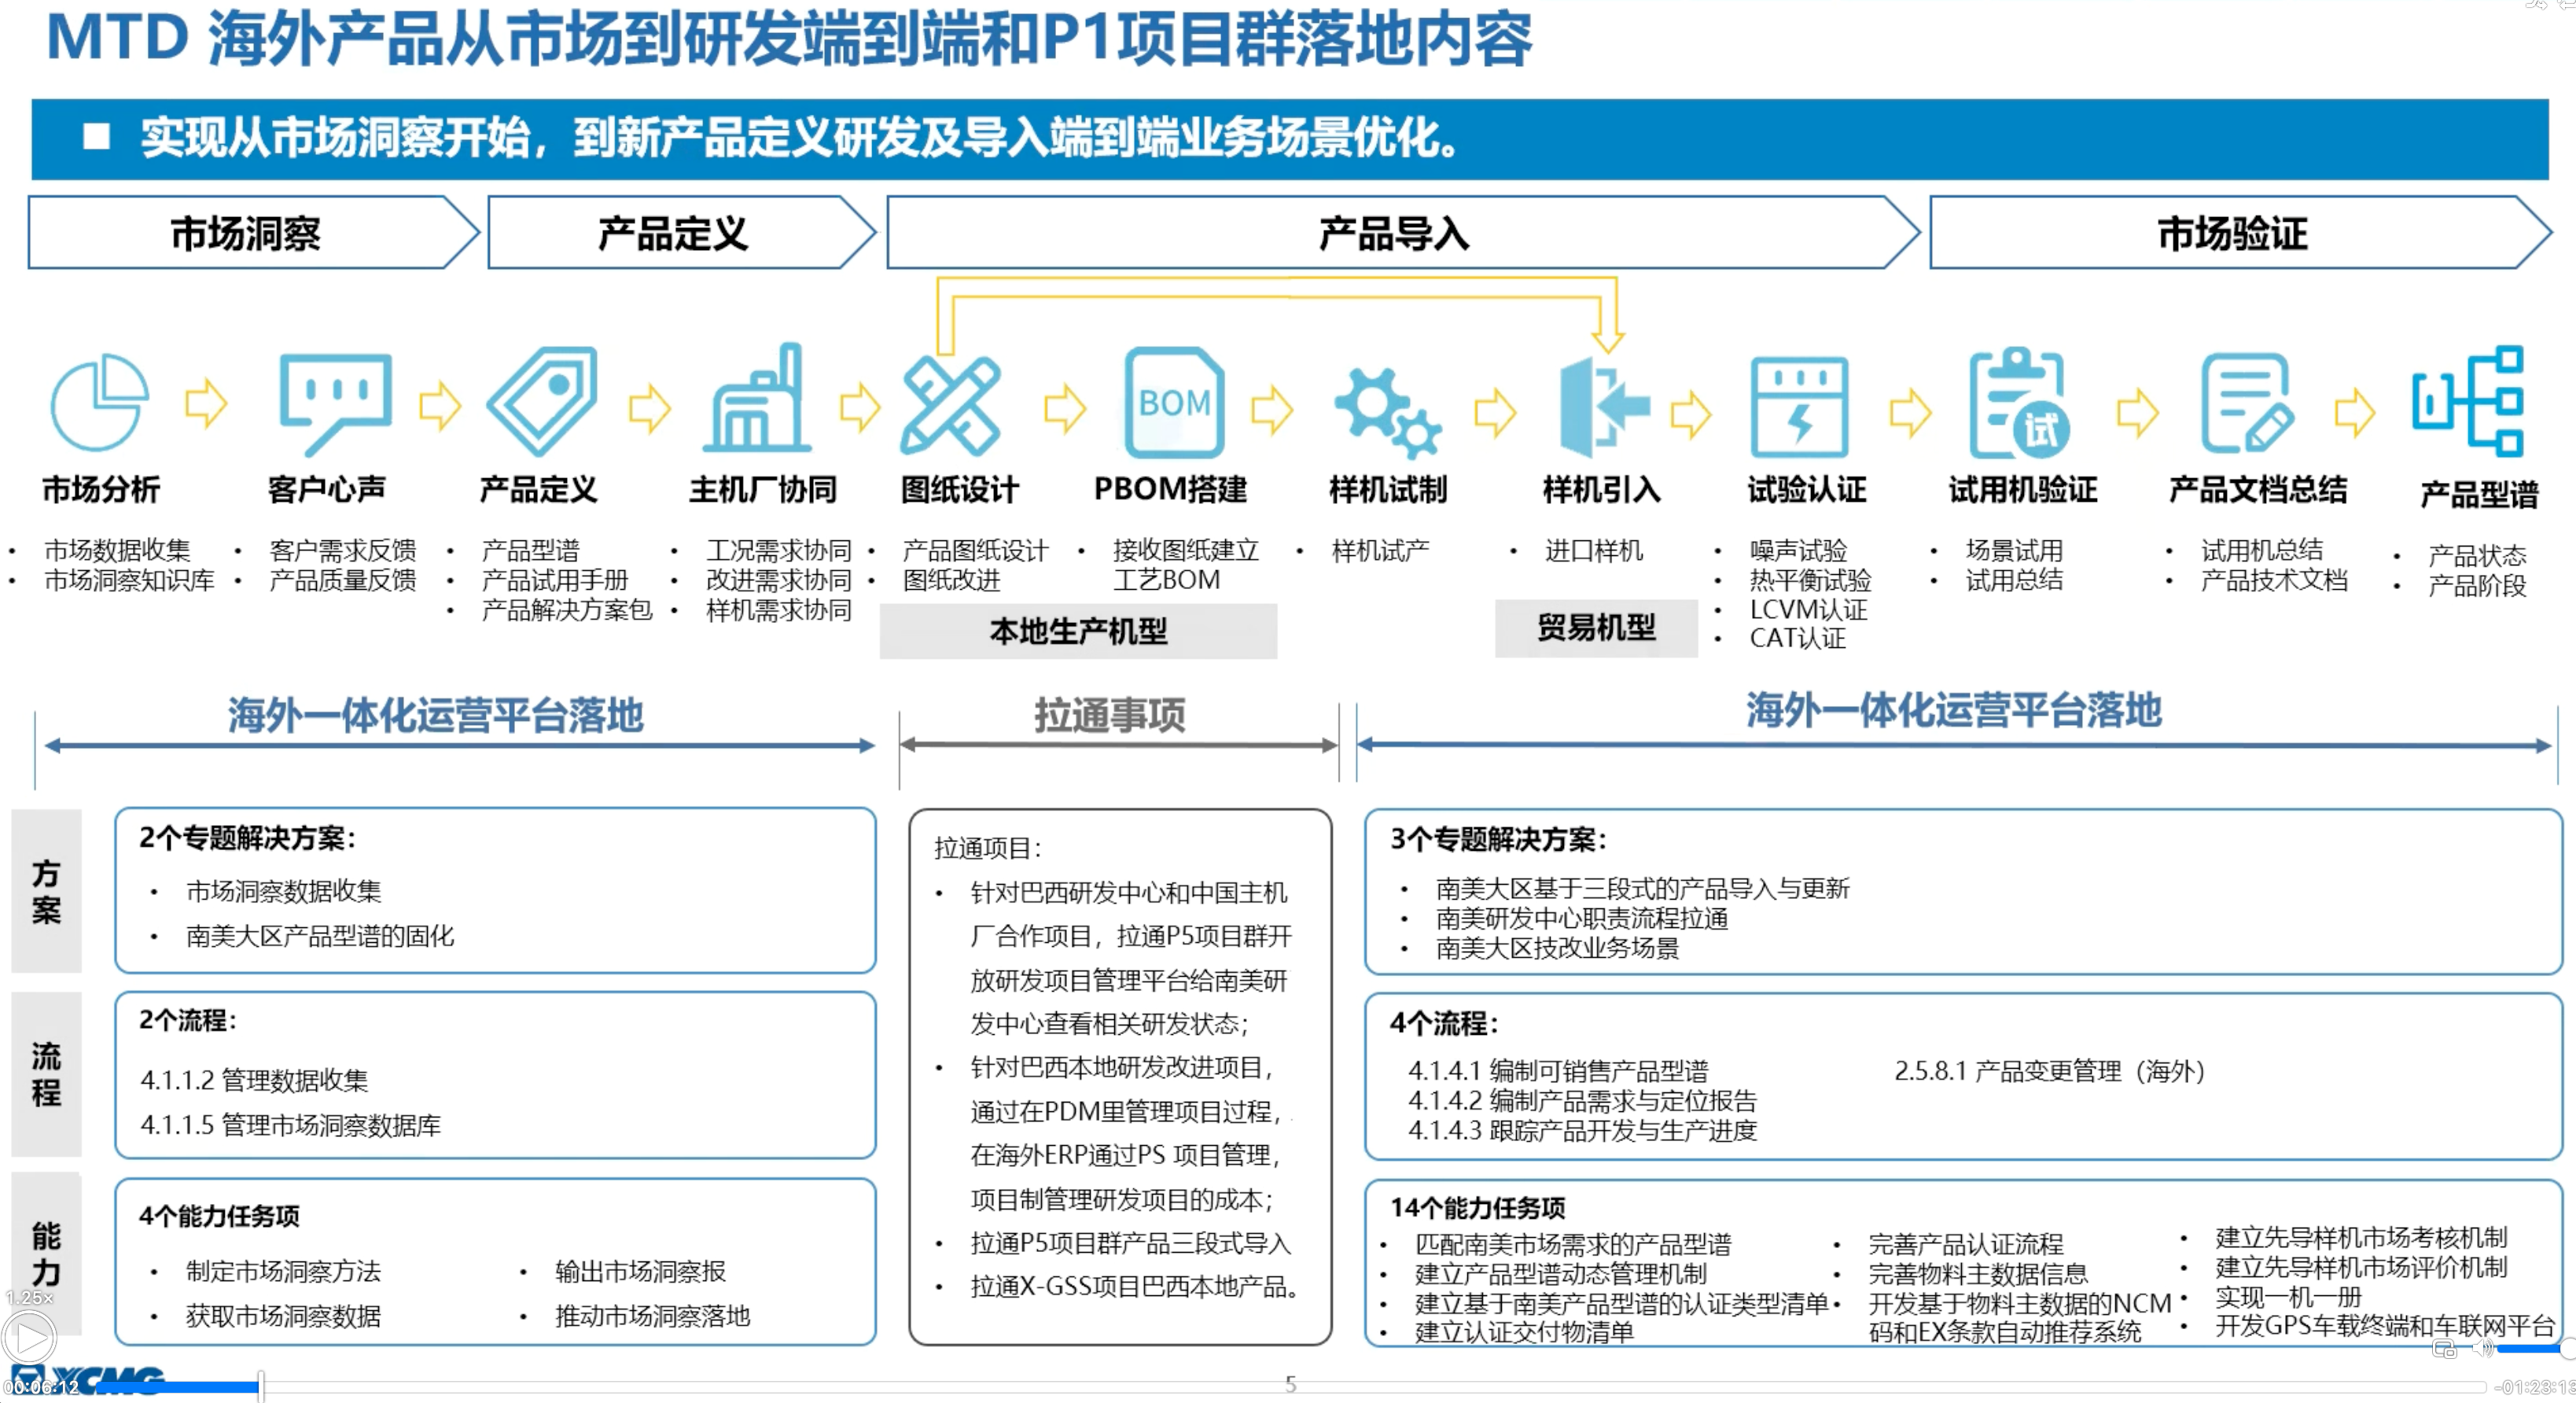 MTD 海外产品从市场到研发端到端和P1项目群落地内容
■ 实现从市场洞察开始，到新产品定义研发及导入端到端业务场景优化。
市场洞察
产品定义
产品导入
市场验证
BOM
试
市场分析
• 市场数据收集
• 市场洞察知识库
客户心声
• 客户需求反馈
• 产品质量反馈
产品定义
• 产品型谱
• 产品试用手册
• 产品解决方案包
主机厂协同
• 工况需求协同
• 改进需求协同
• 样机需求协同
图纸设计
• 产品图纸设计
• 图纸改进
PBOM搭建
• 接收图纸建立
工艺BOM
本地生产机型
样机试制
• 样机试产
样机引入
• 进口样机
贸易机型
试验认证
• 噪声试验
• 热平衡试验
• LCVM认证
• CAT认证
试用机验证
• 场景试用
• 试用总结
产品文档总结
• 试用机总结
• 产品技术文档
产品型谱
• 产品状态
• 产品阶段
海外一体化运营平台落地
拉通事项
海外一体化运营平台落地
方
案
2个专题解决方案：
• 市场洞察数据收集
• 南美大区产品型谱的固化
流
程
2个流程：
4.1.1.2 管理数据收集
4.1.1.5 管理市场洞察数据库
能
力
4个能力任务项
• 制定市场洞察方法
• 获取市场洞察数据
• 输出市场洞察报
• 推动市场洞察落地
拉通项目：
• 针对巴西研发中心和中国主机
厂合作项目，拉通P5项目群开
放研发项目管理平台给南美研
发中心查看相关研发状态；
• 针对巴西本地研发改进项目，
通过在PDM里管理项目过程，
在海外ERP通过PS 项目管理，
项目制管理研发项目的成本；
• 拉通P5项目群产品三段式导入
• 拉通X-GSS项目巴西本地产品。
3个专题解决方案：
• 南美大区基于三段式的产品导入与更新
• 南美研发中心职责流程拉通
• 南美大区技改业务场景
4个流程：
4.1.4.1 编制可销售产品型谱
4.1.4.2 编制产品需求与定位报告
4.1.4.3 跟踪产品开发与生产进度
2.5.8.1 产品变更管理（海外）
14个能力任务项
• 匹配南美市场需求的产品型谱
• 建立产品型谱动态管理机制
• 建立基于南美产品型谱的认证类型清单
• 建立认证交付物清单
• 完善产品认证流程
• 完善物料主数据信息
• 开发基于物料主数据的NCM
码和EX条款自动推荐系统
• 建立先导样机市场考核机制
• 建立先导样机市场评价机制
• 实现一机一册
• 开发GPS车载终端和车联网平台
1.25×
XCMG
00:06:12
5